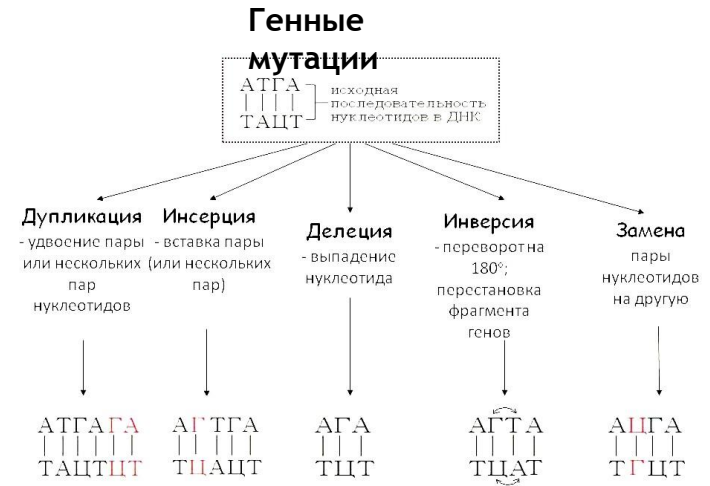 Генные
мутации
АТГА
ТАЦТ
исходная
последовательность
нуклеотидов в ДНК
Дупликация
- удвоение пары
или нескольких
пар
нуклеотидов
Инсерция
- вставка пары
(или нескольких
пар)
Делеция
- выпадение
нуклеотида
Инверсия
- переворот на
180°;
перестановка
фрагмента
генов
Замена
пары
нуклеотидов
на другую
АТГАГА
ТАЦТЦТ
АГТГА
ТЦАЦТ
АГА
ТЦТ
АГТА
ТЦАТ
АЦГА
ТГЦТ